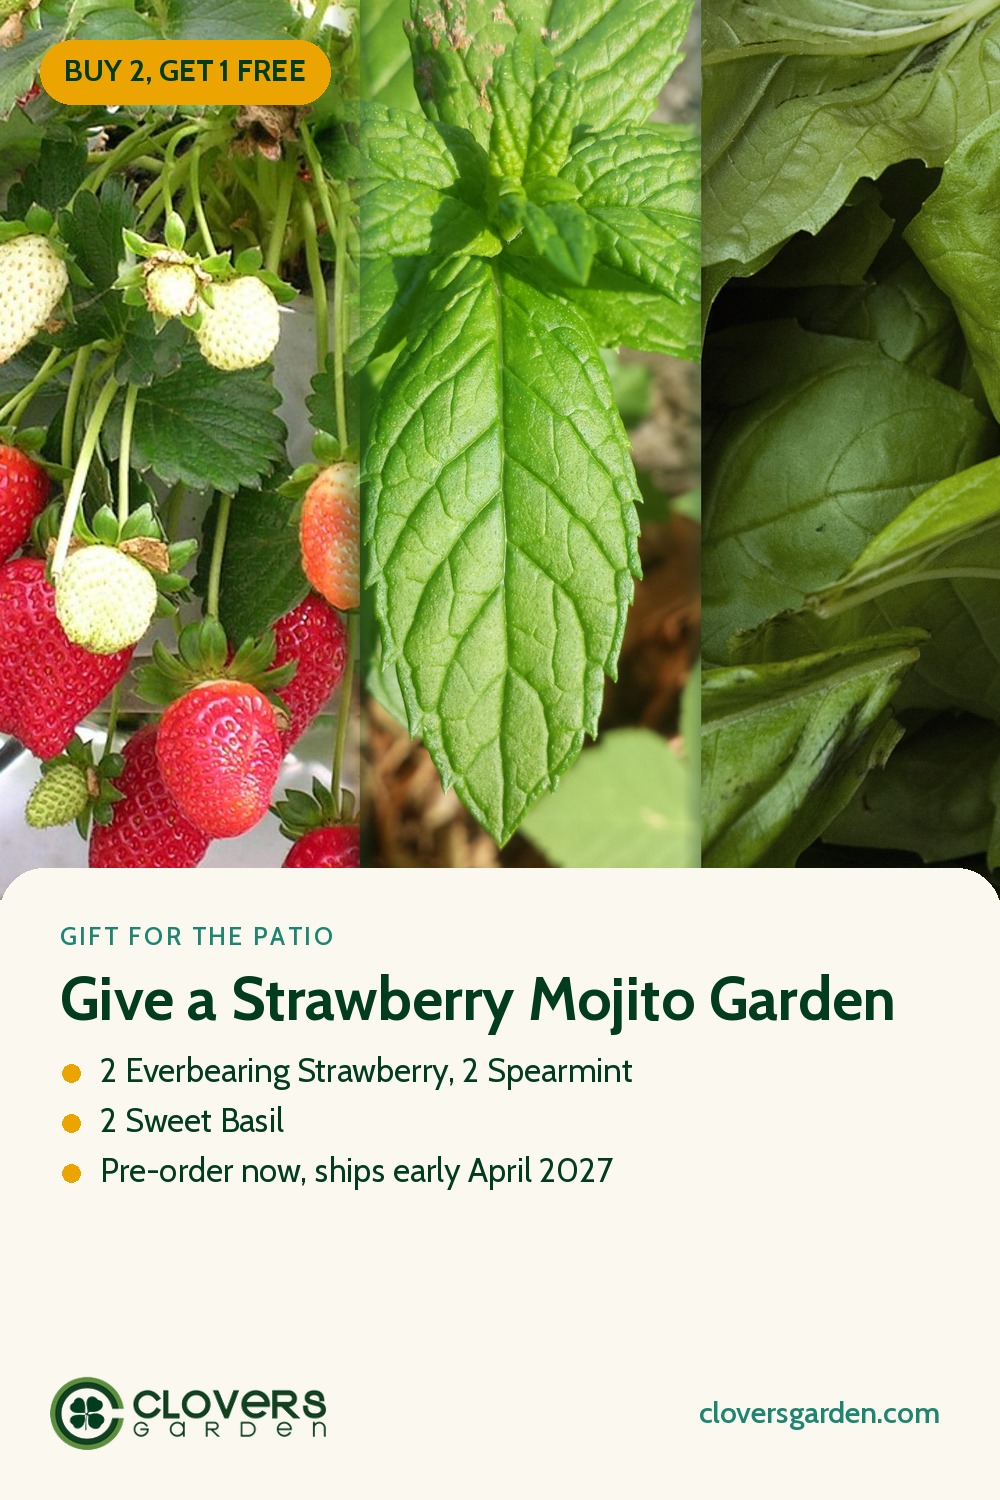 BUY 2, GET 1 FREE
GIFT FOR THE PATIO
Give a Strawberry Mojito Garden
2 Everbearing Strawberry, 2 Spearmint
2 Sweet Basil
Pre-order now, ships early April 2027
CLOVERS
GaRDen
cloversgarden.com